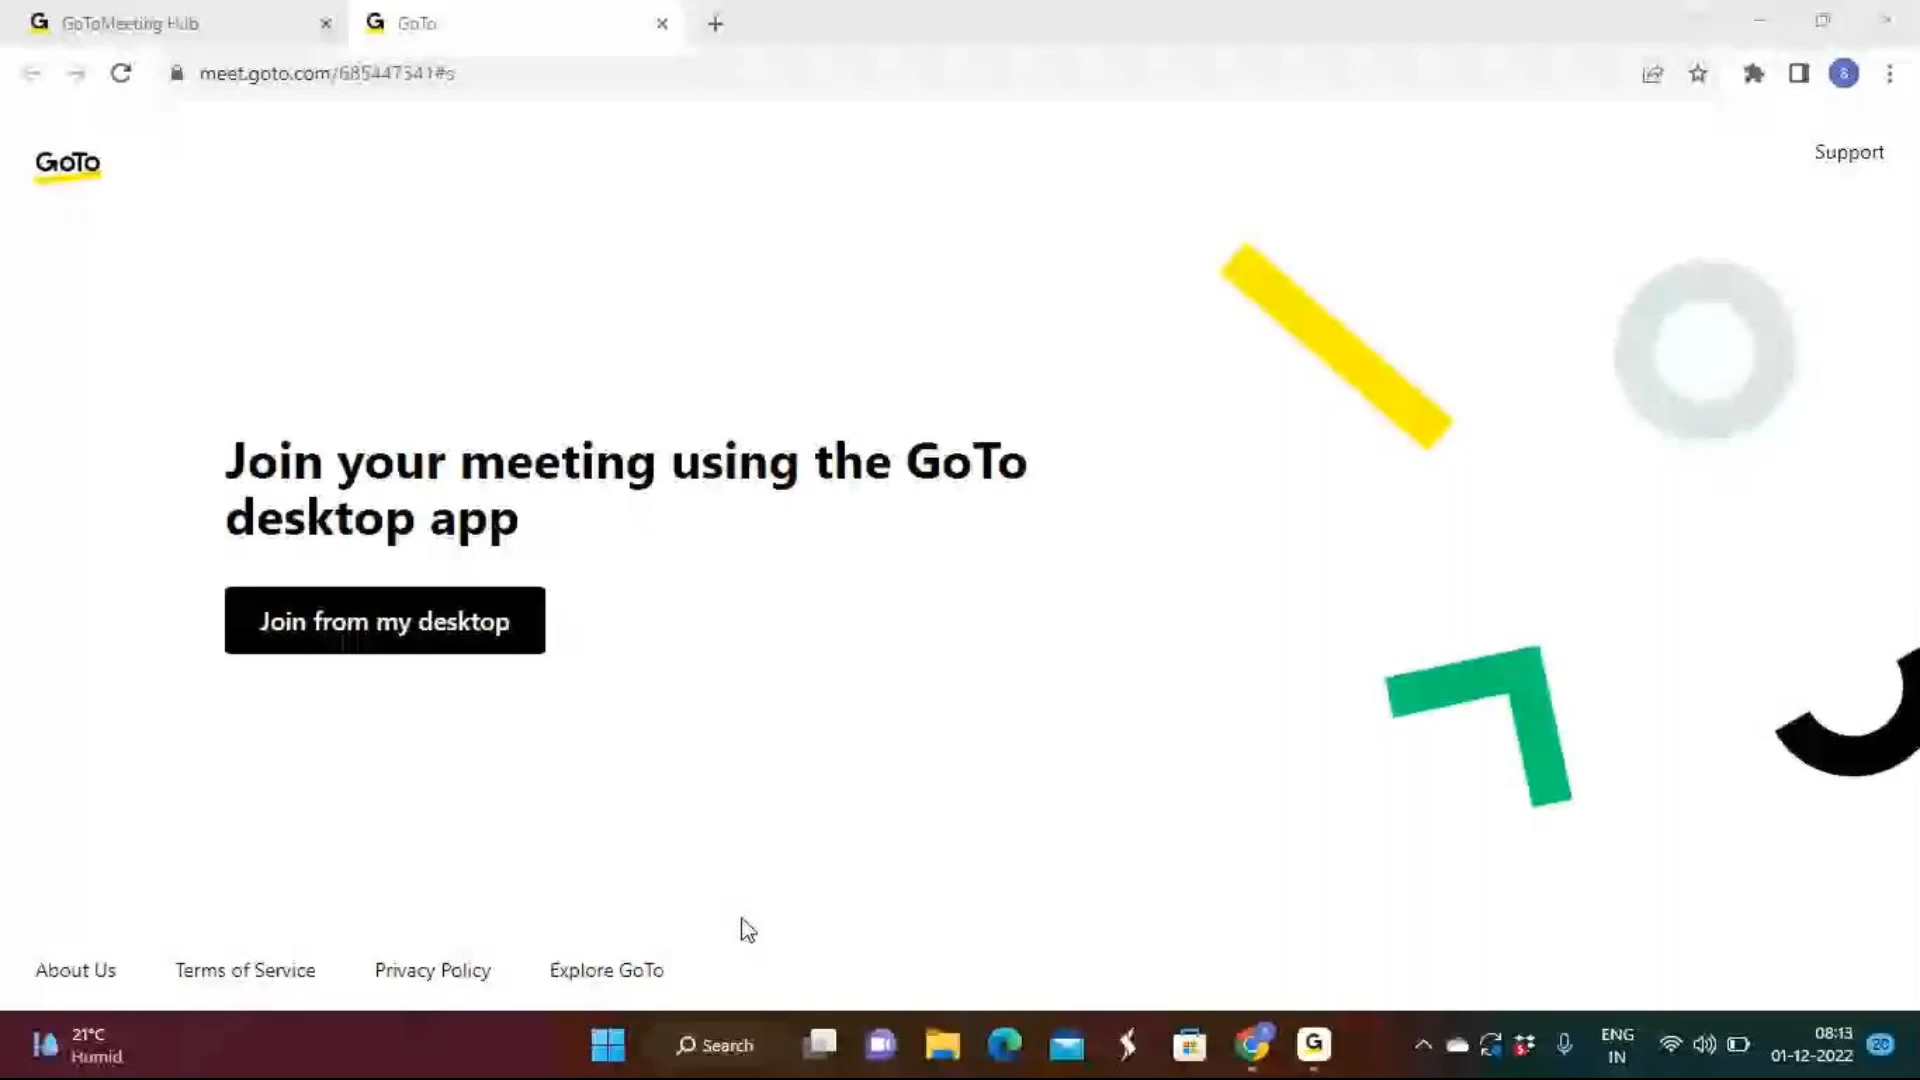 GoToMeeting Hub
GoTo
meet.goto.com/685447341#s
8
GoTo
Support
Join your meeting using the GoTo
desktop app
Join from my desktop
About Us
Terms of Service
Privacy Policy
Explore GoTo
21°C
Humid
Search
ENG
IN
08:13
01-12-2022